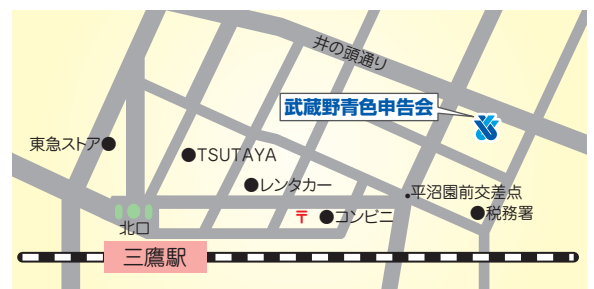 井の頭通り
武蔵野青色申告会
東急ストア
TSUTAYA
レンタカー
平沼園前交差点
〒
コンビニ
税務署
北口
三鷹駅